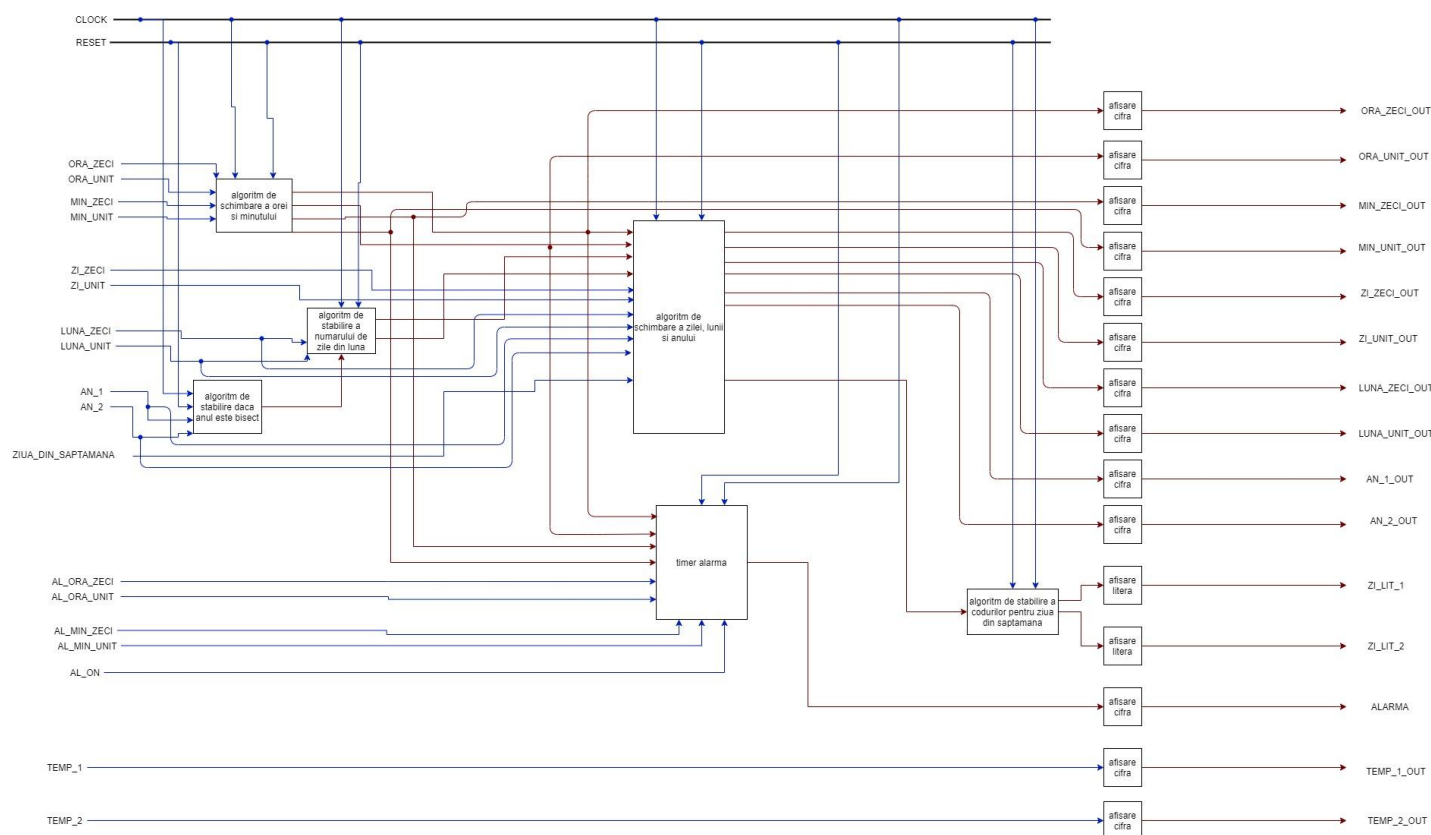 CLOCK
RESET
ORA_ZECI
ORA_UNIT
MIN_ZECI
MIN_UNIT
ZI_ZECI
ZI_UNIT
LUNA_ZECI
LUNA_UNIT
AN_1
AN_2
ZIUA_DIN_SAPTAMANA
AL_ORA_ZECI
AL_ORA_UNIT
AL_MIN_ZECI
AL_MIN_UNIT
AL_ON
TEMP_1
TEMP_2
algoritm de
schimbare a orei
si minutului
algoritm de
stabilire a
numarului de
zile din luna
algoritm de
stabilire daca
anul este bisect
algoritm de
schimbare a zilei, lunii
si anului
timer alarma
algoritm de stabilire a
codurilor pentru ziua
din saptamana
afisare
cifra
ORA_ZECI_OUT
afisare
cifra
ORA_UNIT_OUT
afisare
cifra
MIN_ZECI_OUT
afisare
cifra
MIN_UNIT_OUT
afisare
cifra
ZI_ZECI_OUT
afisare
cifra
ZI_UNIT_OUT
afisare
cifra
LUNA_ZECI_OUT
afisare
cifra
LUNA_UNIT_OUT
afisare
cifra
AN_1_OUT
afisare
cifra
AN_2_OUT
afisare
litera
ZI_LIT_1
afisare
litera
ZI_LIT_2
afisare
cifra
ALARMA
afisare
cifra
TEMP_1_OUT
afisare
cifra
TEMP_2_OUT